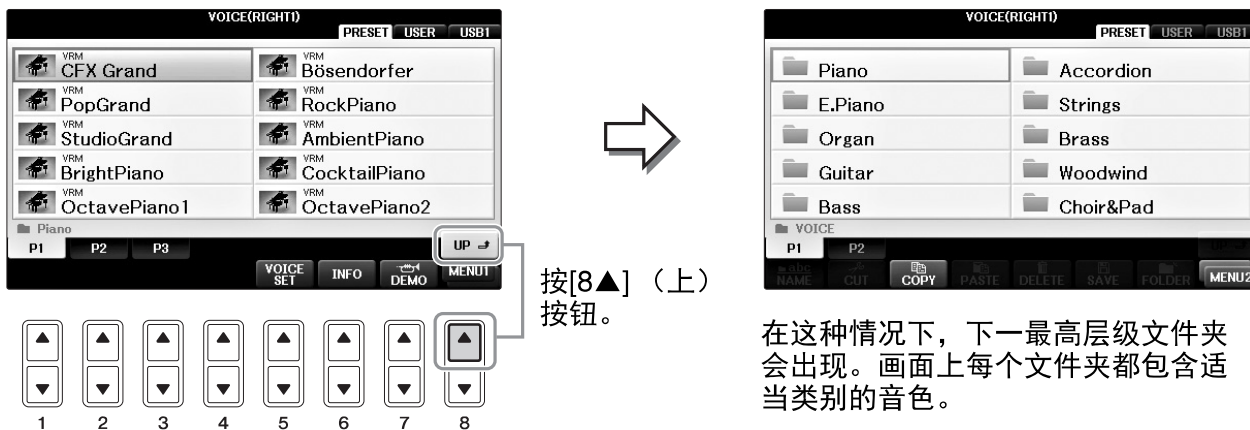 VOICE(RIGHT1)
PRESET USER USB1
VRM
CFX Grand
VRM
Bösendorfer
VRM
PopGrand
VRM
RockPiano
VRM
StudioGrand
VRM
AmbientPiano
VRM
BrightPiano
VRM
CocktailPiano
VRM
OctavePiano1
VRM
OctavePiano2
Piano
P1 P2 P3
UP
VOICE SET
INFO
DEMO
MENU1
1 2 3 4 5 6 7 8
按[8▲]（上）
按钮。
VOICE(RIGHT1)
PRESET USER USB1
Piano
Accordion
E.Piano
Strings
Organ
Brass
Guitar
Woodwind
Bass
Choir&Pad
VOICE
P1 P2
UP
abc
NAME CUT COPY PASTE DELETE SAVE FOLDER MENU2
在这种情况下，下一最高层级文件夹
会出现。画面上每个文件夹都包含适
当类别的音色。